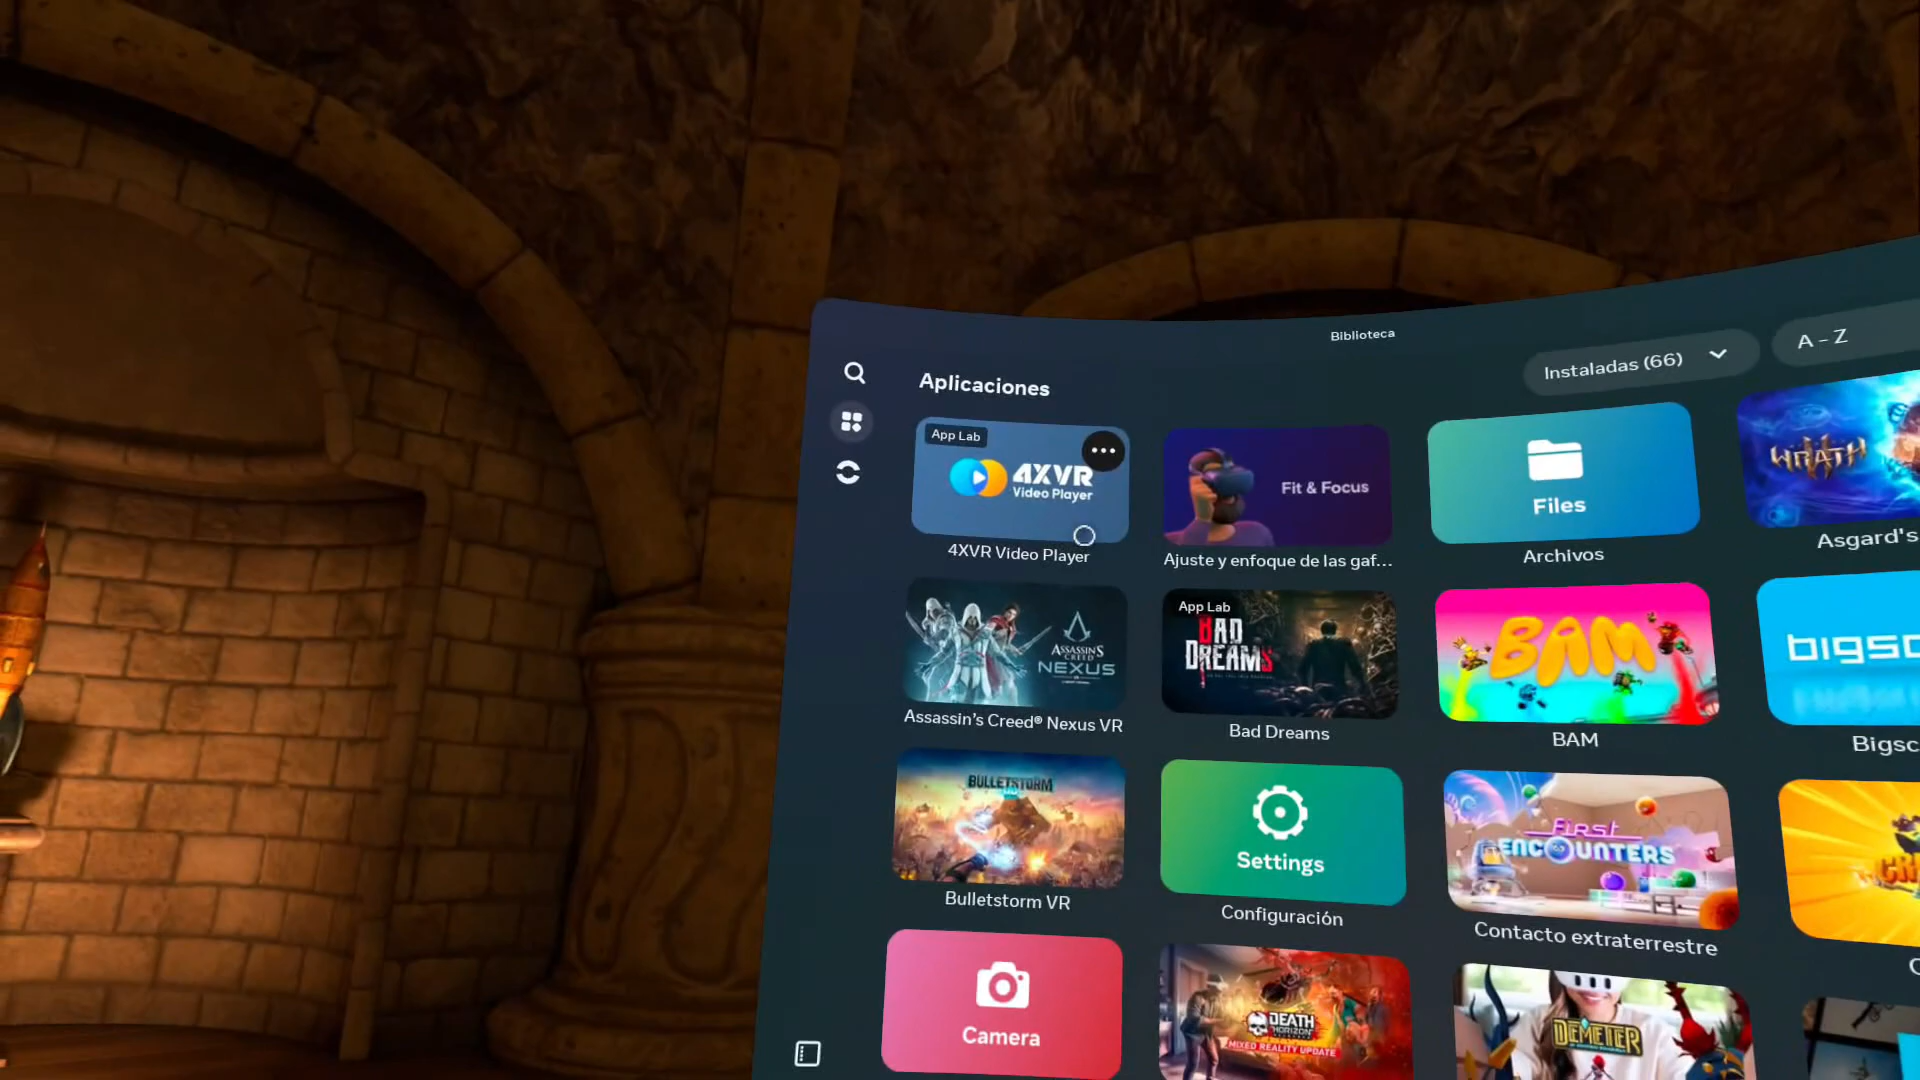 Biblioteca
Aplicaciones
Instaladas (66)
A - Z
App Lab
4XVR
Video Player
4XVR Video Player
Fit & Focus
Ajuste y enfoque de las gaf...
Files
Archivos
WRATH
Asgard's
ASSASSIN'S
CREED
NEXUS
Assassin's Creed® Nexus VR
App Lab
BAD
DREAMS
Bad Dreams
BAM
BAM
bigsc
Bigsc
BULLETSTORM
Bulletstorm VR
Settings
Configuración
First
ENCOUNTERS
Contacto extraterrestre
Camera
DEATH
HORIZON
MIXED REALITY UPDATE
DEMETER